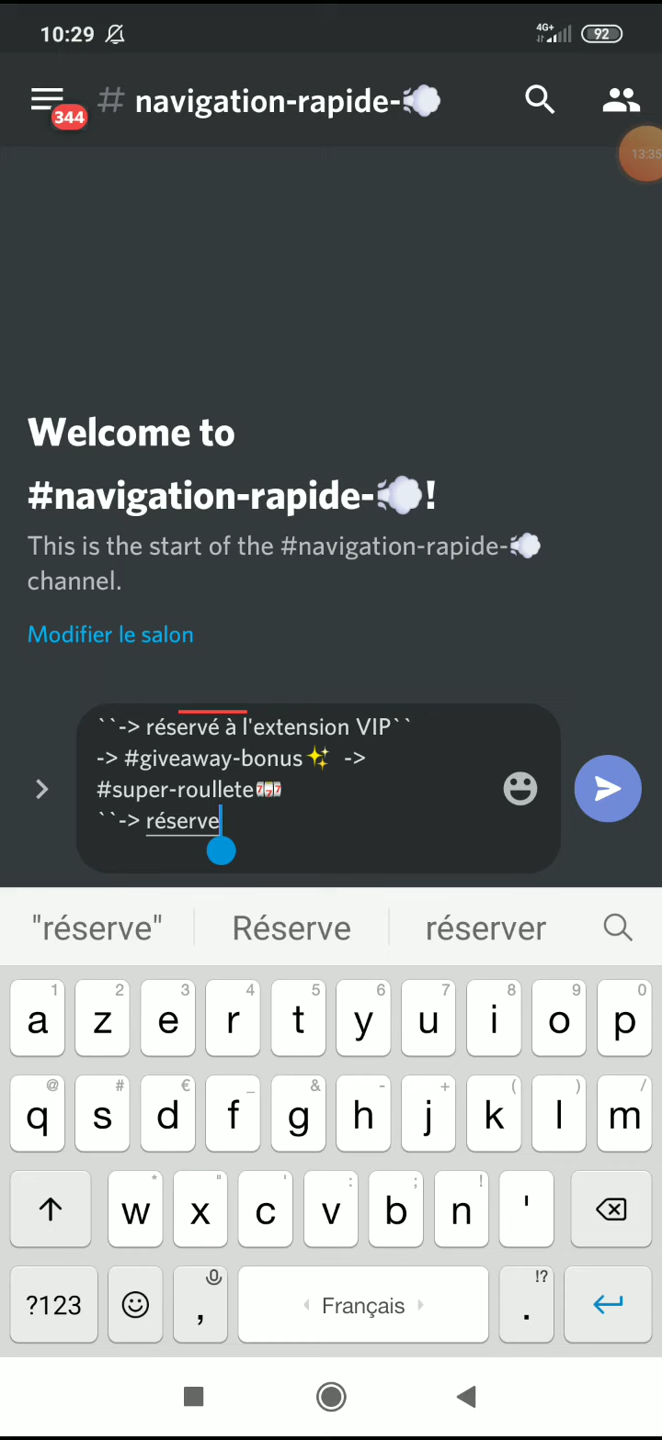 10:29
4G+
92
344
# navigation-rapide-💨
13:35
Welcome to
#navigation-rapide-💨!
This is the start of the #navigation-rapide-💨
channel.
Modifier le salon
``-> réservé à l'extension VIP``
-> #giveaway-bonus✨ ->
#super-roullete🎰
``-> réserve
"réserve" Réserve réserver
1 2 3 4 5 6 7 8 9 0
a z e r t y u i o p
@ # € _ & - + ( ) /
q s d f g h j k l m
* " ' : ; !
w x c v b n '
!?
?123 , Français .